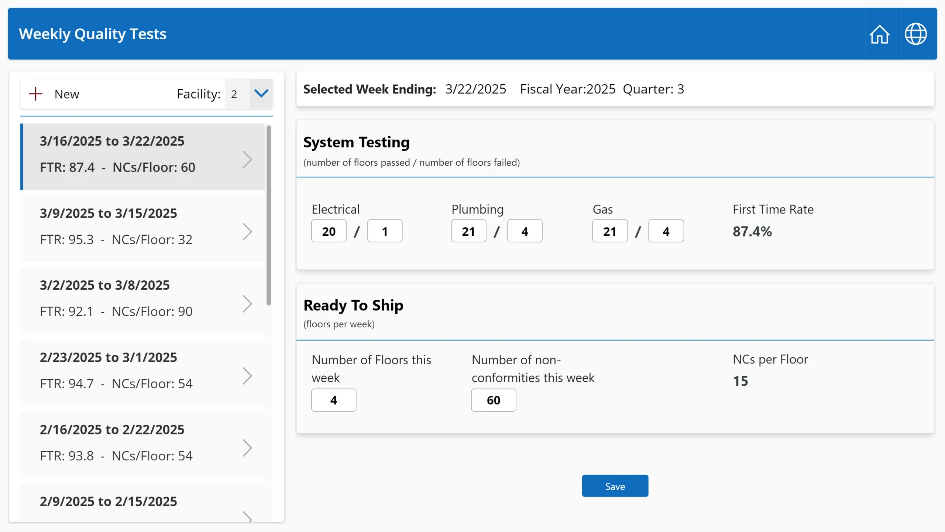 Weekly Quality Tests
New Facility: 2
3/16/2025 to 3/22/2025
FTR: 87.4 - NCs/Floor: 60
3/9/2025 to 3/15/2025
FTR: 95.3 - NCs/Floor: 32
3/2/2025 to 3/8/2025
FTR: 92.1 - NCs/Floor: 90
2/23/2025 to 3/1/2025
FTR: 94.7 - NCs/Floor: 54
2/16/2025 to 2/22/2025
FTR: 93.8 - NCs/Floor: 54
2/9/2025 to 2/15/2025
Selected Week Ending: 3/22/2025 Fiscal Year:2025 Quarter: 3
System Testing
(number of floors passed / number of floors failed)
Electrical Plumbing Gas First Time Rate
20 / 1 21 / 4 21 / 4 87.4%
Ready To Ship
(floors per week)
Number of Floors this week
4
Number of non-
conformities this week
60
NCs per Floor
15
Save